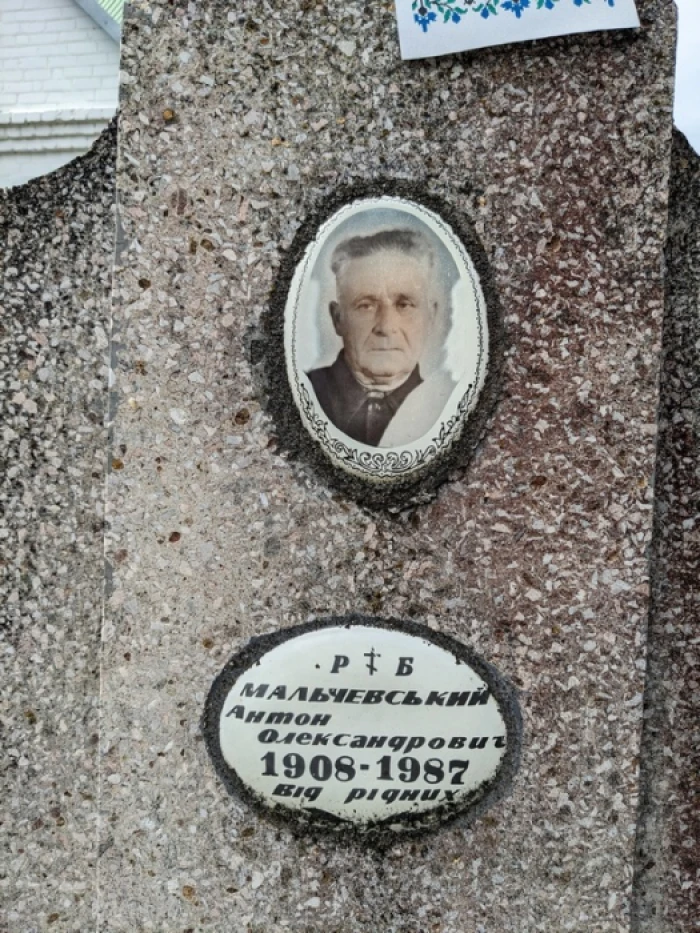 Р ☦ Б
МАЛЬЧЕВСЬКИЙ
Антон
Олександрович
1908-1987
Від рідних